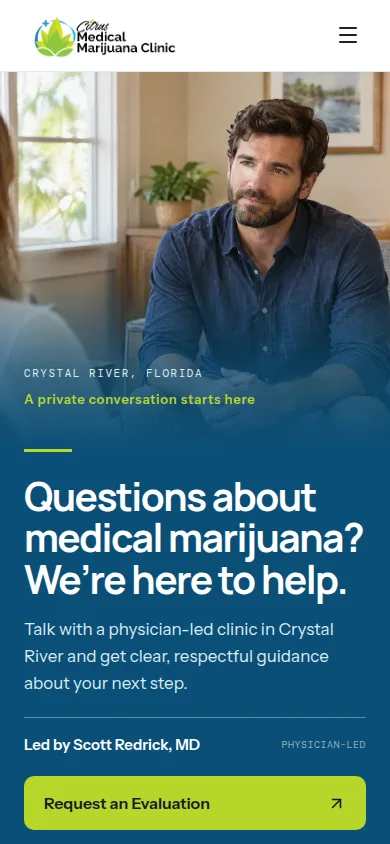 Citrus
Medical
Marijuana Clinic
CRYSTAL RIVER, FLORIDA
A private conversation starts here
Questions about
medical marijuana?
We’re here to help.
Talk with a physician-led clinic in Crystal
River and get clear, respectful guidance
about your next step.
Led by Scott Redrick, MD
PHYSICIAN-LED
Request an Evaluation